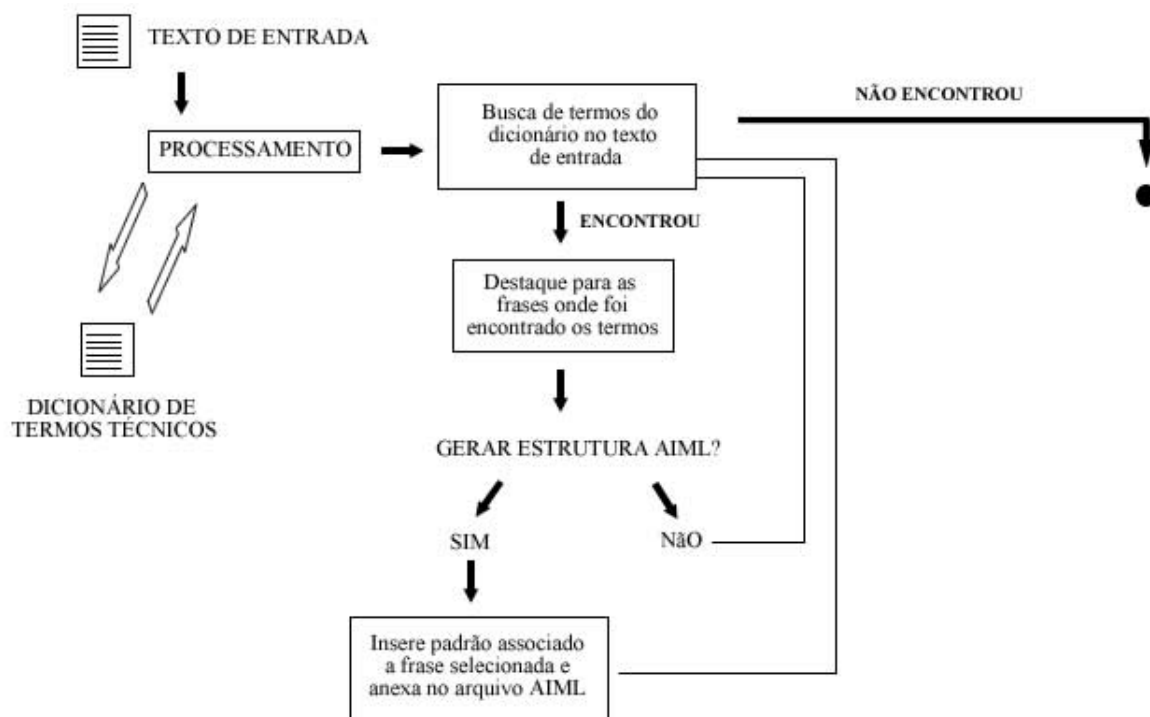 TEXTO DE ENTRADA
PROCESSAMENTO
DICIONÁRIO DE
TERMOS TÉCNICOS
Busca de termos do
dicionário no texto
de entrada
NÃO ENCONTROU
ENCONTROU
Destaque para as
frases onde foi
encontrado os termos
GERAR ESTRUTURA AIML?
SIM
NãO
Insere padrão associado
a frase selecionada e
anexa no arquivo AIML